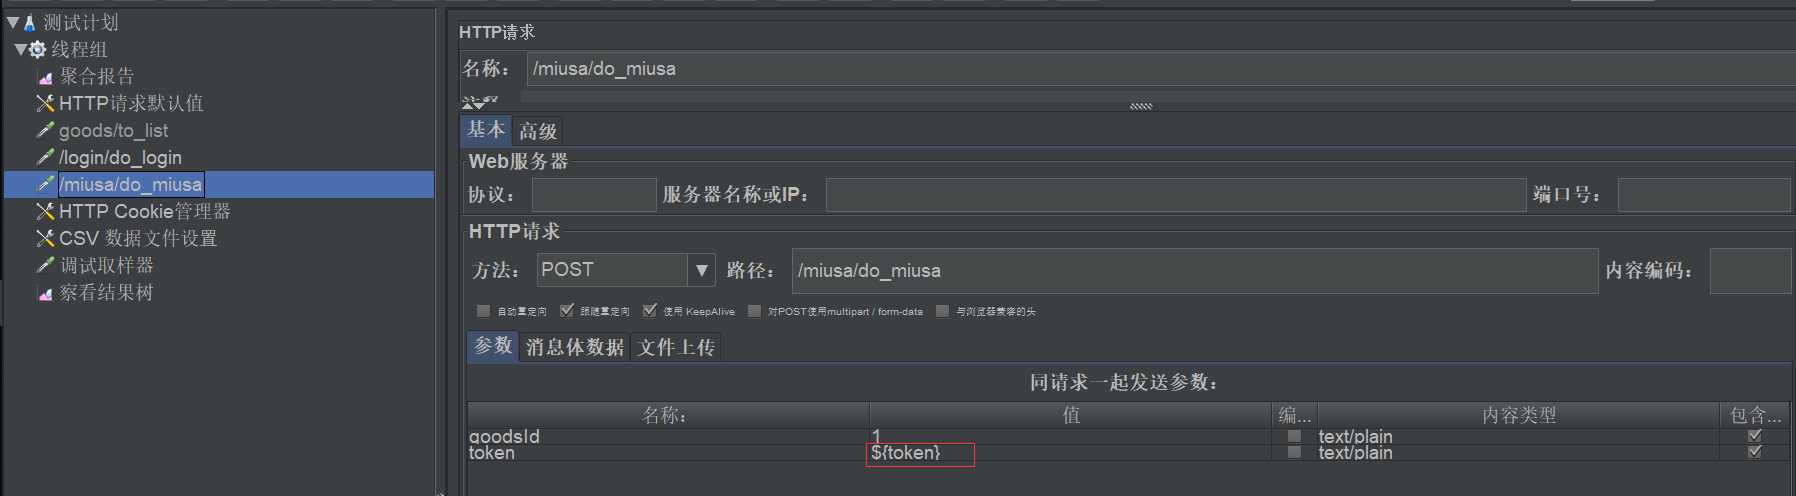 测试计划
线程组
聚合报告
HTTP请求默认值
goods/to_list
/login/do_login
/miusa/do_miusa
HTTP Cookie管理器
CSV 数据文件设置
调试取样器
察看结果树
HTTP请求
名称： /miusa/do_miusa
注释
基本 高级
Web服务器
协议： 服务器名称或IP： 端口号：
HTTP请求
方法： POST 路径： /miusa/do_miusa 内容编码：
自动重定向 跟随重定向 使用 KeepAlive 对POST使用multipart / form-data 与浏览器兼容的头
参数 消息体数据 文件上传
同请求一起发送参数：
名称： 值 编... 内容类型 包含...
goodsId 1 text/plain
token ${token} text/plain